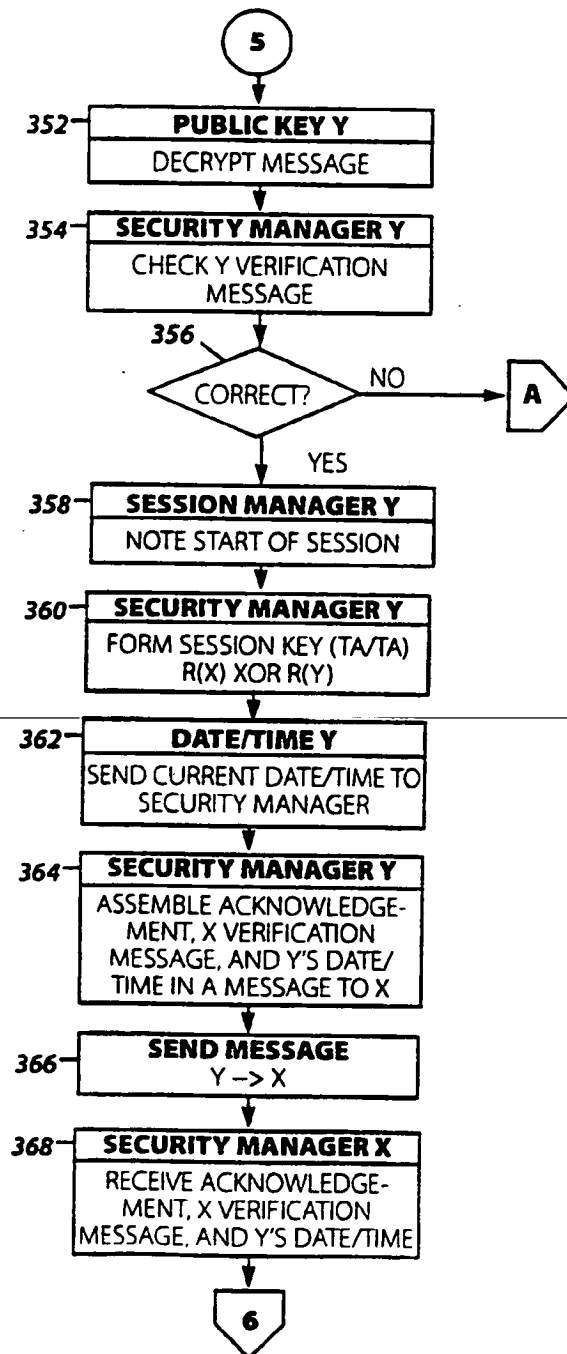 5
352
PUBLIC KEY Y
DECRYPT MESSAGE
354
SECURITY MANAGER Y
CHECK Y VERIFICATION
MESSAGE
356
CORRECT?
NO
A
YES
358
SESSION MANAGER Y
NOTE START OF SESSION
360
SECURITY MANAGER Y
FORM SESSION KEY (TA/TA)
R(X) XOR R(Y)
362
DATE/TIME Y
SEND CURRENT DATE/TIME TO
SECURITY MANAGER
364
SECURITY MANAGER Y
ASSEMBLE ACKNOWLEDGE-
MENT, X VERIFICATION
MESSAGE, AND Y'S DATE/
TIME IN A MESSAGE TO X
366
SEND MESSAGE
Y –> X
368
SECURITY MANAGER X
RECEIVE ACKNOWLEDGE-
MENT, X VERIFICATION
MESSAGE, AND Y'S DATE/TIME
6